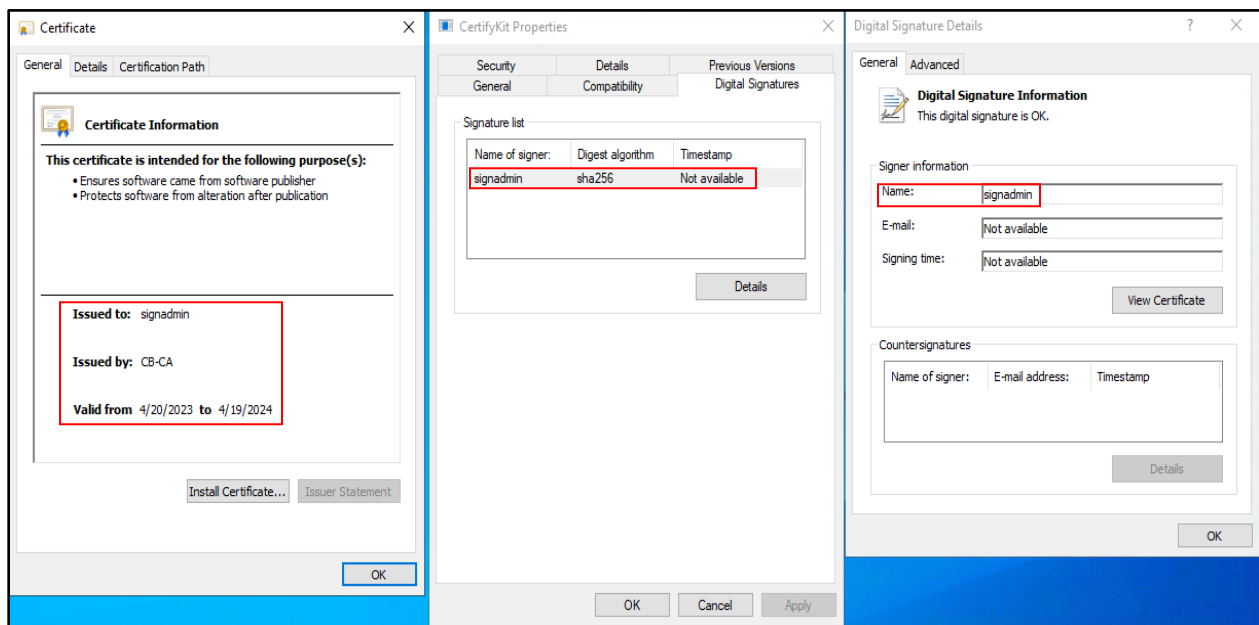 Certificate
General Details Certification Path
Certificate Information
This certificate is intended for the following purpose(s):
• Ensures software came from software publisher
• Protects software from alteration after publication
Issued to: signadmin
Issued by: CB-CA
Valid from 4/20/2023 to 4/19/2024
Install Certificate... Issuer Statement
OK
CertifyKit Properties
Security Details Previous Versions
General Compatibility Digital Signatures
Signature list
Name of signer: Digest algorithm Timestamp
signadmin sha256 Not available
Details
OK Cancel Apply
Digital Signature Details ?
General Advanced
Digital Signature Information
This digital signature is OK.
Signer information
Name: signadmin
E-mail: Not available
Signing time: Not available
View Certificate
Countersignatures
Name of signer: E-mail address: Timestamp
Details
OK